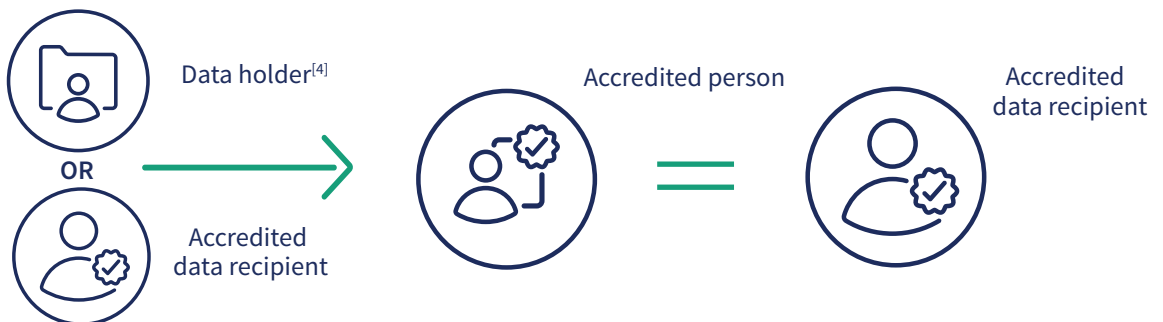 Data holder[4]
OR
Accredited
data recipient
Accredited person
Accredited
data recipient